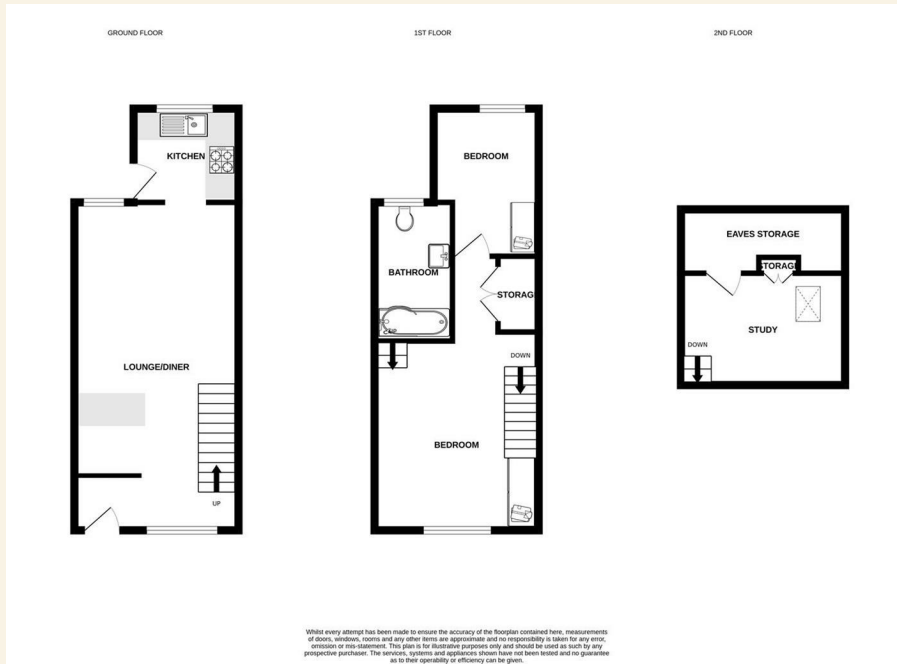 GROUND FLOOR
1ST FLOOR
2ND FLOOR
KITCHEN
LOUNGE/DINER
UP
BEDROOM
BATHROOM
STORAG
DOWN
BEDROOM
EAVES STORAGE
STORAGE
STUDY
DOWN
Whilst every attempt has been made to ensure the accuracy of the floorplan contained here, measurements
of doors, windows, rooms and any other items are approximate and no responsibility is taken for any error,
omission or mis-statement. This plan is for illustrative purposes only and should be used as such by any
prospective purchaser. The services, systems and appliances shown have not been tested and no guarantee
as to their operability or efficiency can be given.